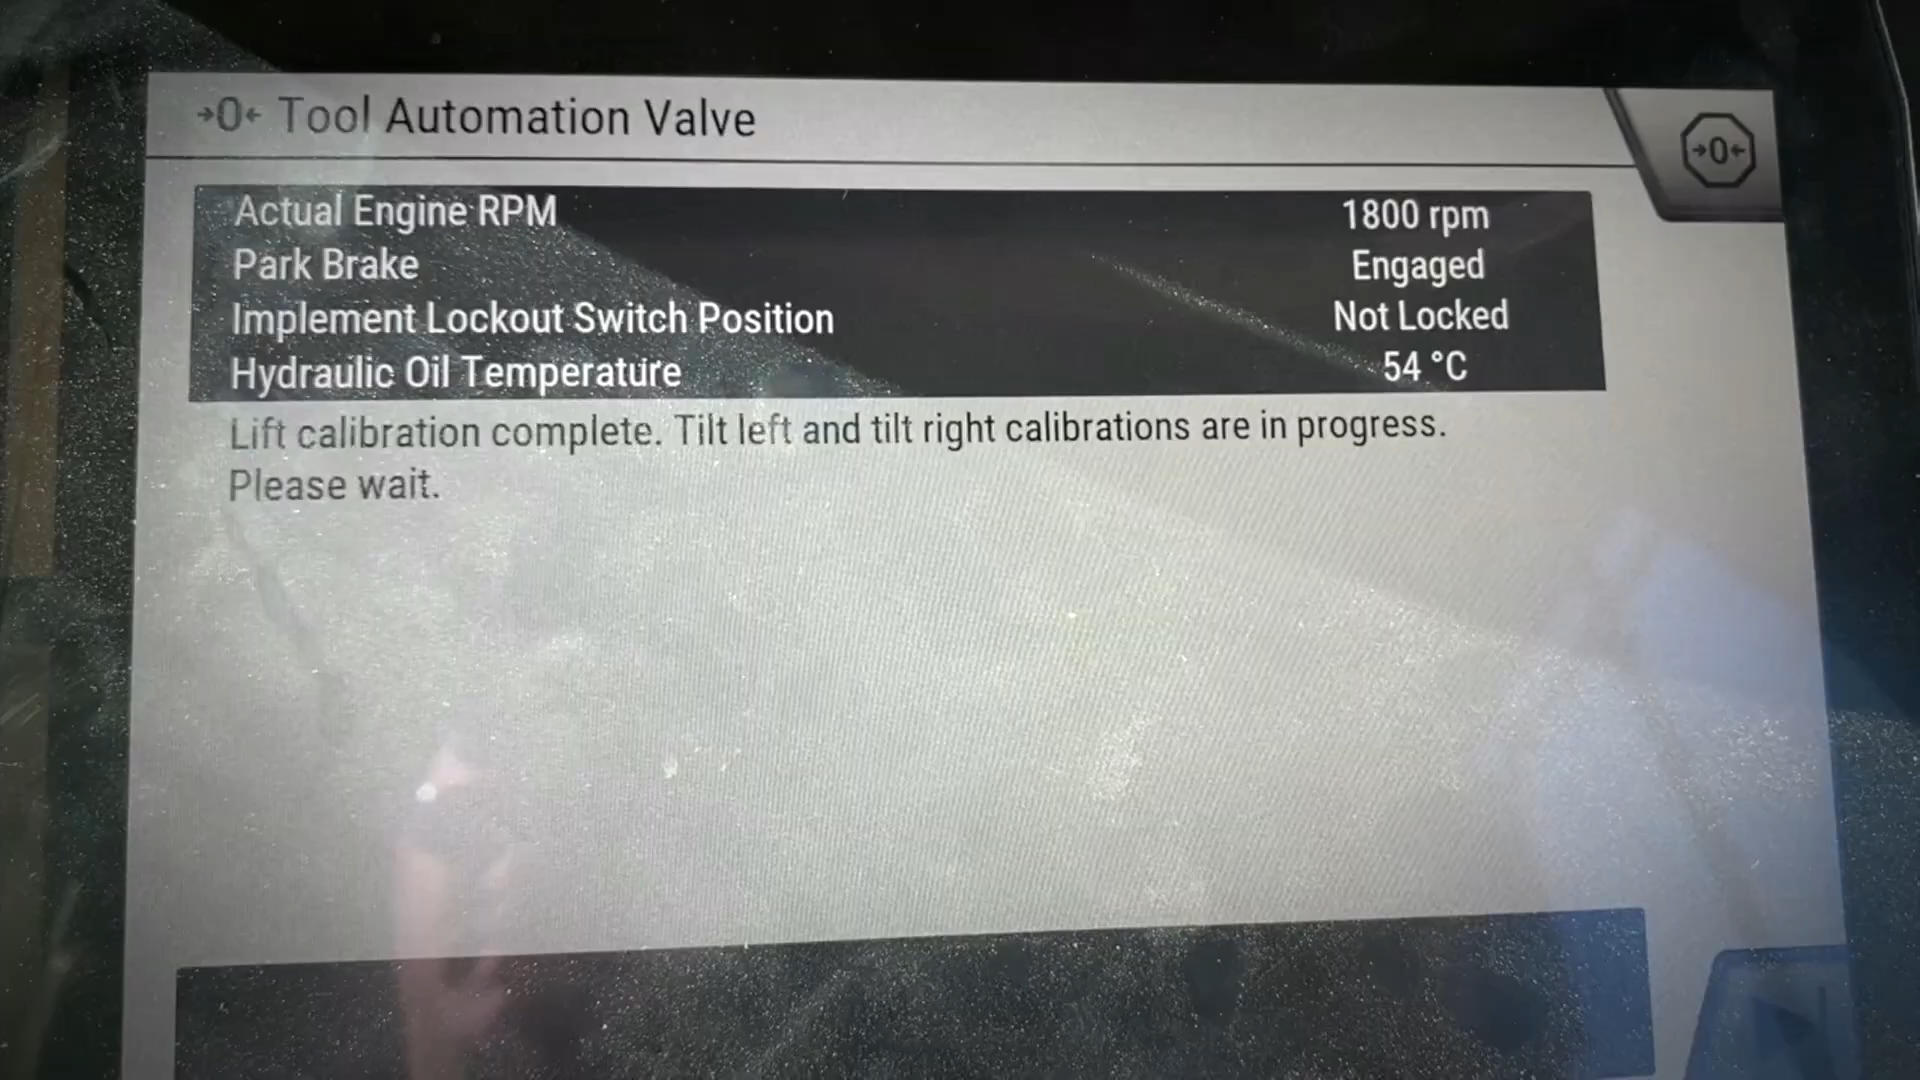 →0← Tool Automation Valve
→0←
Actual Engine RPM 1800 rpm
Park Brake Engaged
Implement Lockout Switch Position Not Locked
Hydraulic Oil Temperature 54 °C
Lift calibration complete. Tilt left and tilt right calibrations are in progress.
Please wait.